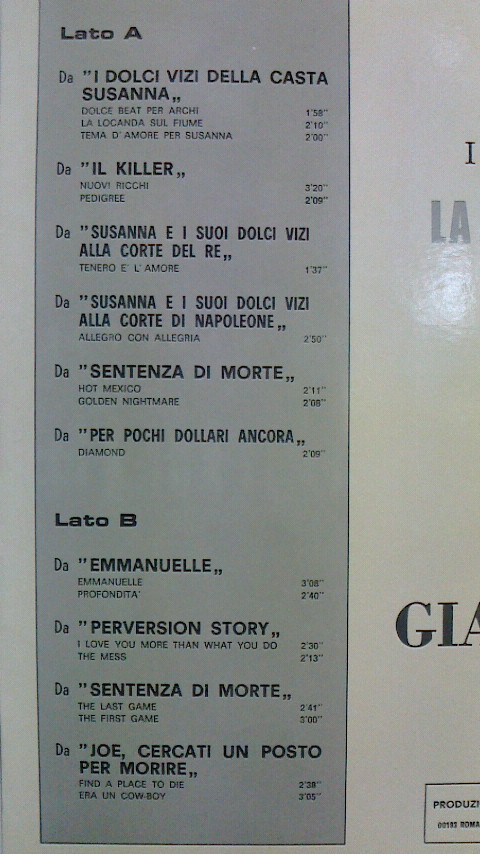 Lato A
Da "I DOLCI VIZI DELLA CASTA
SUSANNA„
DOLCE BEAT PER ARCHI 1'58"
LA LOCANDA SUL FIUME 2'10"
TEMA D'AMORE PER SUSANNA 2'00"
Da "IL KILLER„
NUOVI RICCHI 3'20"
PEDIGREE 2'09"
Da "SUSANNA E I SUOI DOLCI VIZI
ALLA CORTE DEL RE„
TENERO E' L'AMORE 1'37"
Da "SUSANNA E I SUOI DOLCI VIZI
ALLA CORTE DI NAPOLEONE„
ALLEGRO CON ALLEGRIA 2'50"
Da "SENTENZA DI MORTE„
HOT MEXICO 2'11"
GOLDEN NIGHTMARE 2'08"
Da "PER POCHI DOLLARI ANCORA„
DIAMOND 2'09"
Lato B
Da "EMMANUELLE„
EMMANUELLE 3'08"
PROFONDITA' 2'40"
Da "PERVERSION STORY„
I LOVE YOU MORE THAN WHAT YOU DO 2'30"
THE MESS 2'13"
Da "SENTENZA DI MORTE„
THE LAST GAME 2'41"
THE FIRST GAME 3'00"
Da "JOE, CERCATI UN POSTO
PER MORIRE„
FIND A PLACE TO DIE 2'38"
ERA UN COW-BOY 3'05"
I
LA
GIA
PRODUZI
00192 ROMA